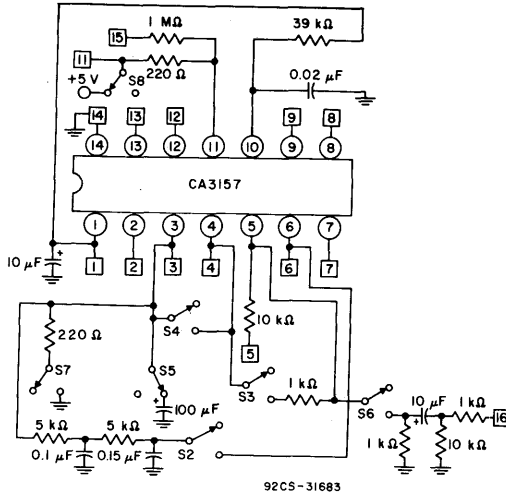 15
1 MΩ
39 kΩ
11
220 Ω
+5 V
S8
0.02 µF
14
13
12
9
8
14
13
12
11
10
9
8
CA3157
1
2
3
4
5
6
7
10 µF
+
1
2
3
4
6
7
220 Ω
S4
10 kΩ
5
S7
S5
S3
1 kΩ
+
100 µF
S6
10 µF
1 kΩ
16
5 kΩ
5 kΩ
S2
1 kΩ
+
10 kΩ
0.1 µF
0.15 µF
92CS-31683